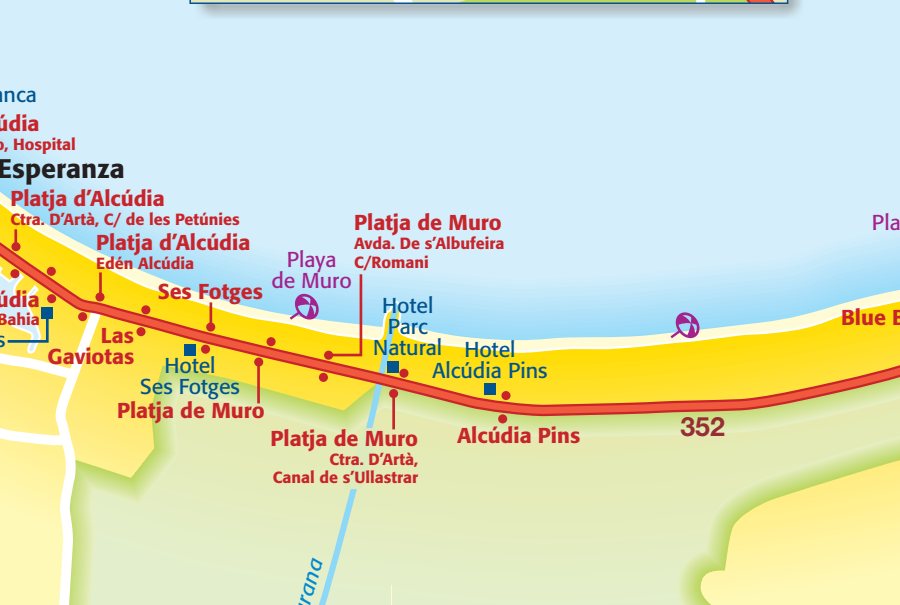 anca
údia
o, Hospital
Esperanza
Platja d’Alcúdia
Ctra. D’Artà, C/ de les Petúnies
Platja d’Alcúdia
Edén Alcúdia
Platja de Muro
Avda. De s’Albufeira
C/Romani
Pla
Playa
de Muro
Ses Fotges
údia
Bahia
s
Las
Gaviotas
Hotel
Ses Fotges
Platja de Muro
Hotel
Parc
Natural
Hotel
Alcúdia Pins
Blue B
Platja de Muro
Ctra. D’Artà,
Canal de s’Ullastrar
Alcúdia Pins
352
rana